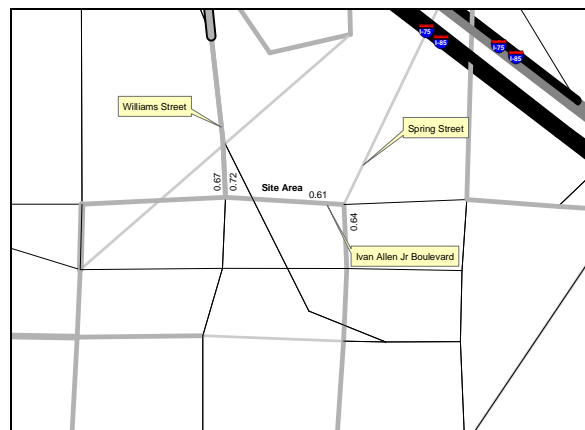 I-75
I-85
I-75
I-85
Williams Street
Spring Street
0.67
0.72
Site Area
0.61
0.64
Ivan Allen Jr Boulevard